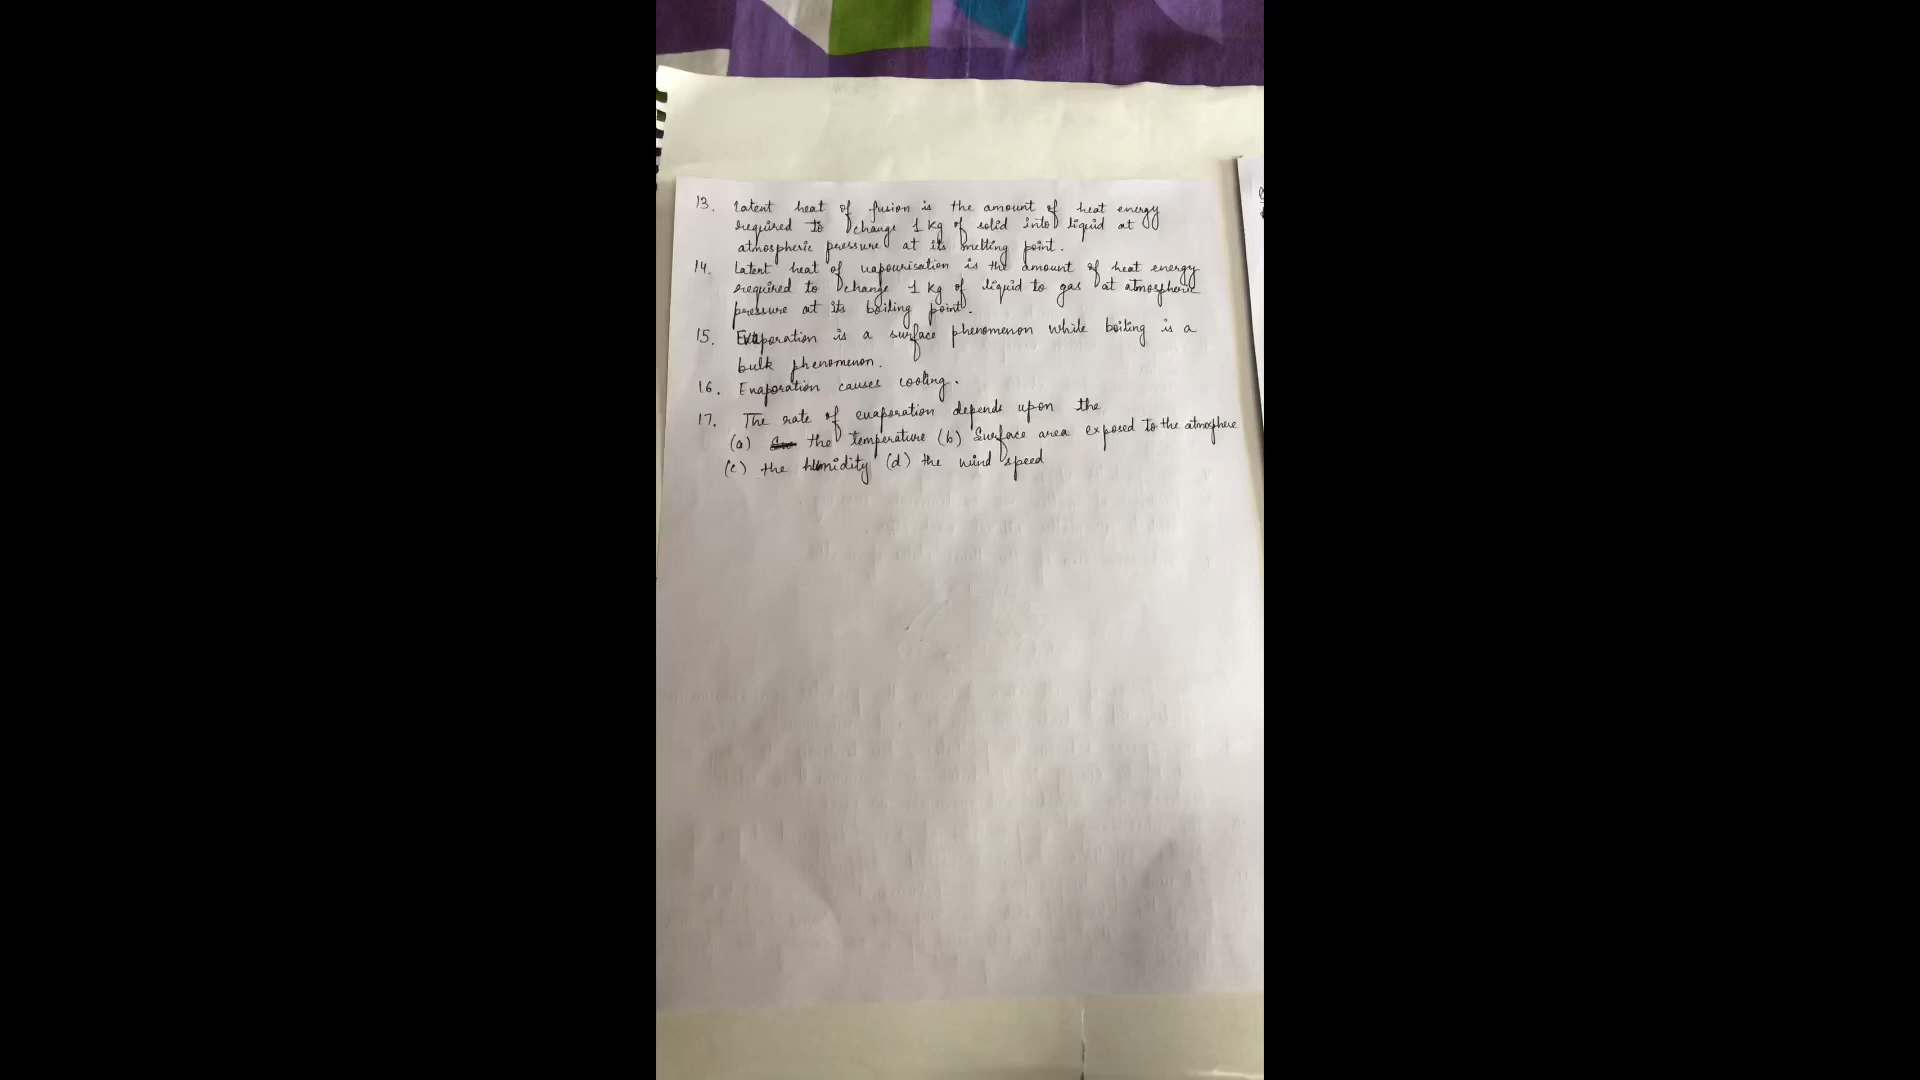 13. Latent heat of fusion is the amount of heat energy
required to change 1 kg of solid into liquid at
atmospheric pressure at its melting point.
14. Latent heat of vapourisation is the amount of heat energy
required to change 1 kg of liquid to gas at atmospheric
pressure at its boiling point.
15. Evaporation is a surface phenomenon while boiling is a
bulk phenomenon.
16. Evaporation causes cooling.
17. The rate of evaporation depends upon the
(a) the temperature (b) Surface area exposed to the atmosphere
(c) the humidity (d) the wind speed